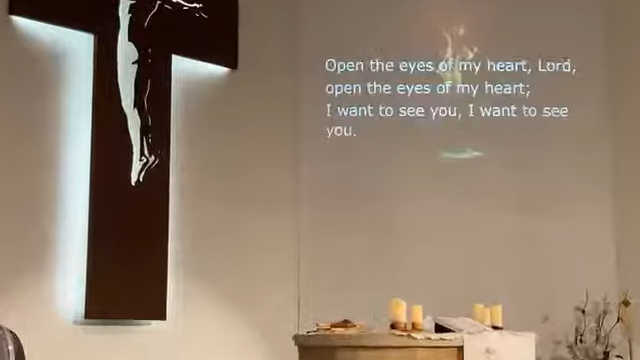 Open the eyes of my heart, Lord,
open the eyes of my heart;
I want to see you, I want to see
you.